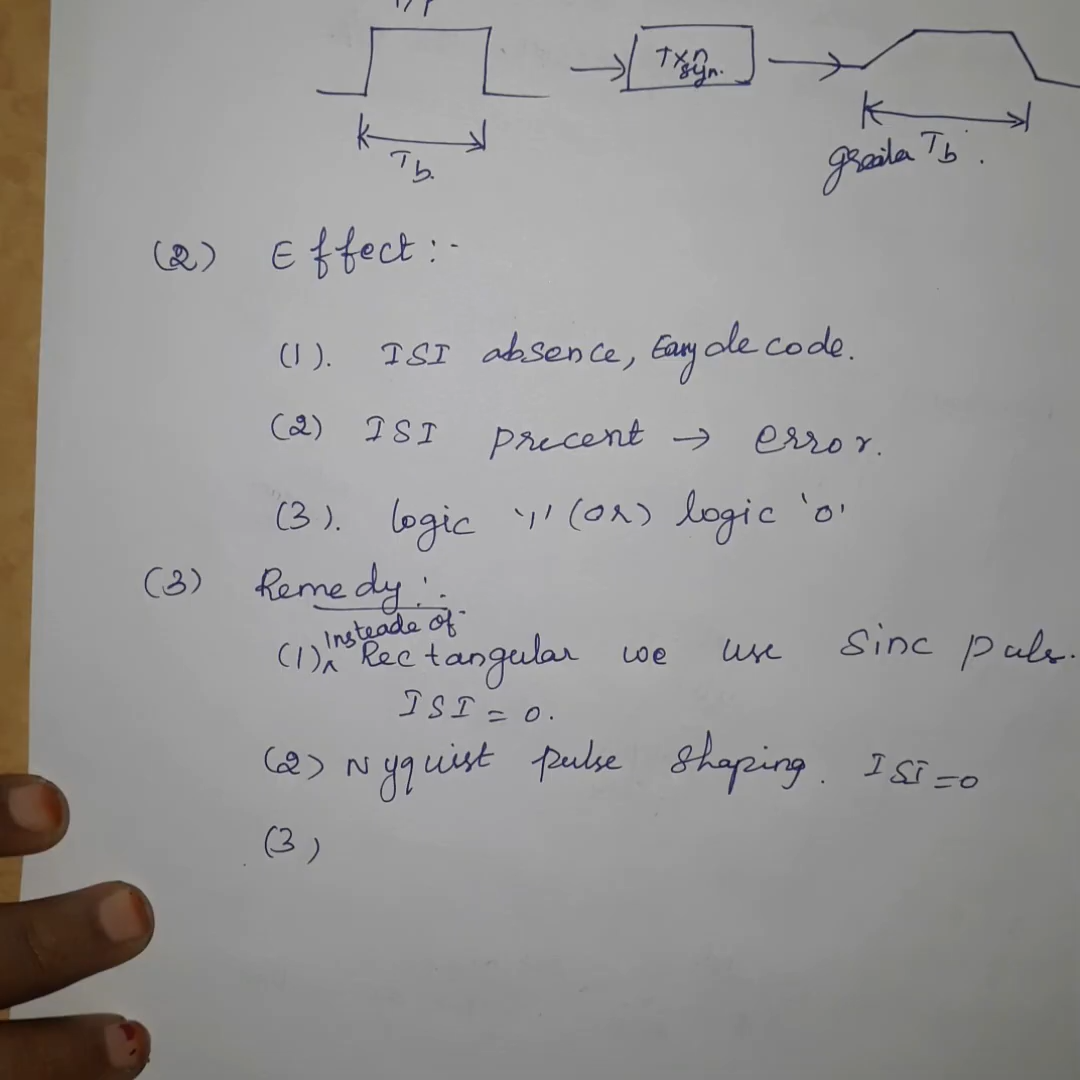 Txn
syn.
Tb.
greater Tb.
(2) Effect :-
(1). ISI absence, Easy decode.
(2) ISI precent → error.
(3). logic '1' (OR) logic '0'
(3) Remedy :-
insteade of
(1) ^ Rectangular we use Sinc puls.
ISI = 0.
(2) Nyquist pulse shaping. ISI = 0
(3)